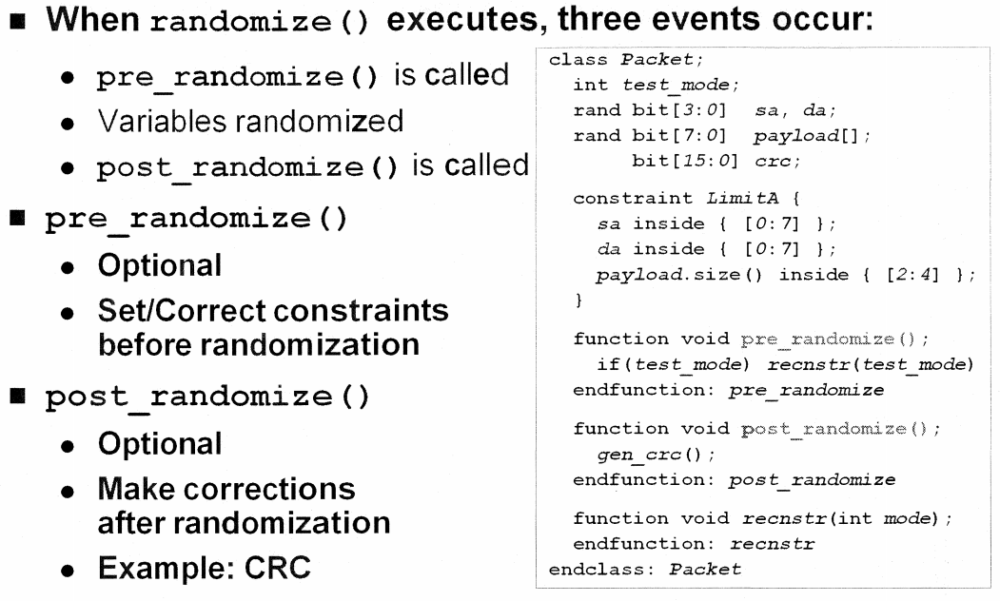 ■ When randomize() executes, three events occur:
● pre_randomize() is called
● Variables randomized
● post_randomize() is called
■ pre_randomize()
● Optional
● Set/Correct constraints
before randomization
■ post_randomize()
● Optional
● Make corrections
after randomization
● Example: CRC
class Packet;
int test_mode;
rand bit[3:0] sa, da;
rand bit[7:0] payload[];
bit[15:0] crc;
constraint LimitA {
sa inside { [0:7] };
da inside { [0:7] };
payload.size() inside { [2:4] };
}
function void pre_randomize();
if(test_mode) recnstr(test_mode)
endfunction: pre_randomize
function void post_randomize();
gen_crc();
endfunction: post_randomize
function void recnstr(int mode);
endfunction: recnstr
endclass: Packet